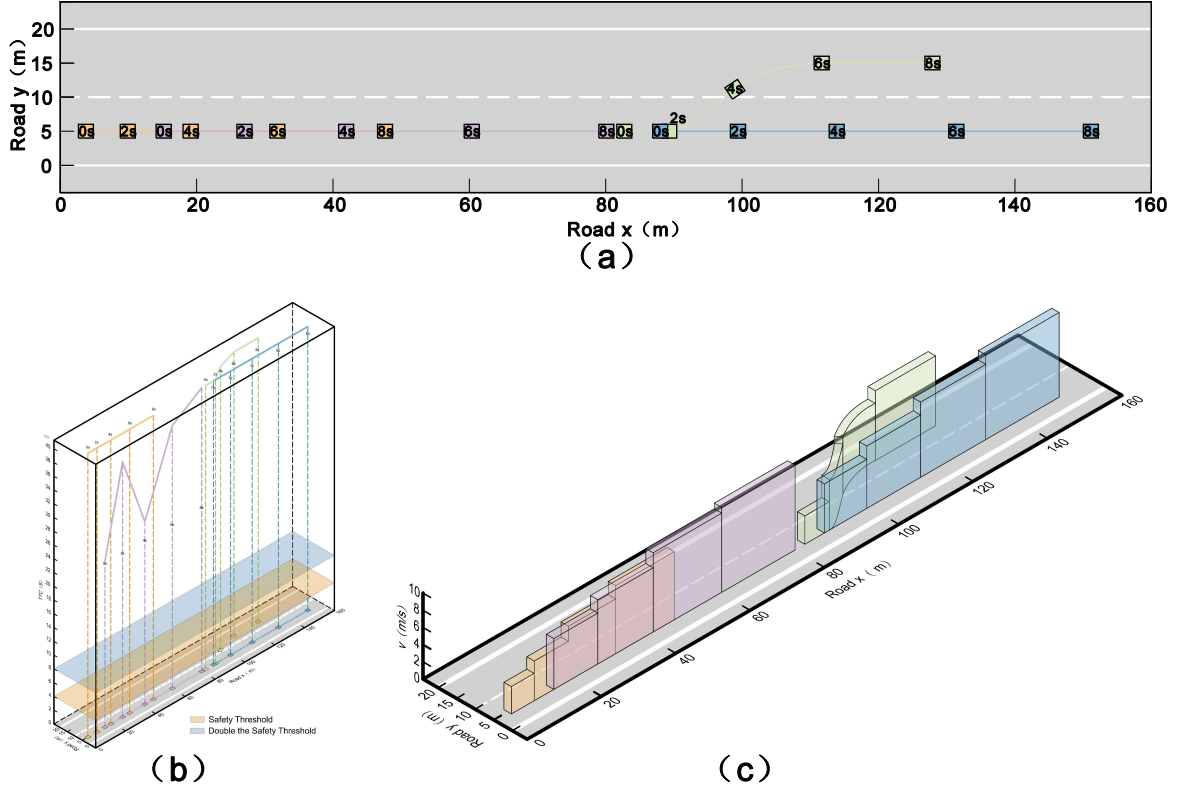 20
15
10
5
0
Road y（m）
0s 2s 0s 4s 2s 6s 4s 8s 6s 8s 0s 0s 2s 2s 4s 4s 6s 6s 8s 8s
0 20 40 60 80 100 120 140 160
Road x（m）
（a）
TTC (s)
Road y（m）
Road x（m）
Safety Threshold
Double the Safety Threshold
（b）
10
8
6
4
2
0
v（m/s）
20 15 10 5 0
Road y（m）
0 20 40 60 80 100 120 140 160
Road x（m）
（c）